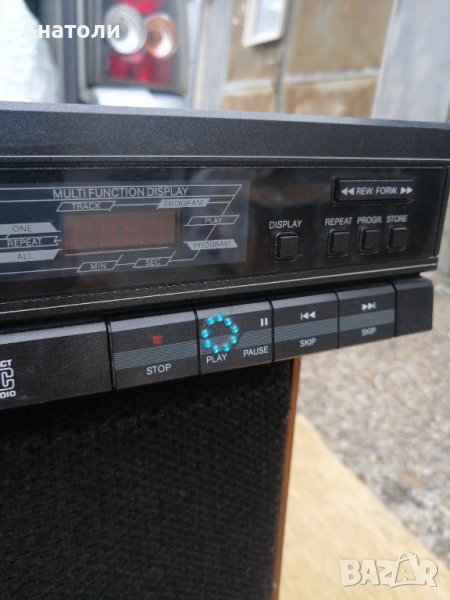 Анатоли
MULTI FUNCTION DISPLAY
TRACK PROGRAM
ONE
REPEAT
ALL
PLAY
PROGRAM
MIN SEC
REW. FORW.
DISPLAY REPEAT PROGR. STORE
STOP
PLAY PAUSE
SKIP
SKIP
BAZAR